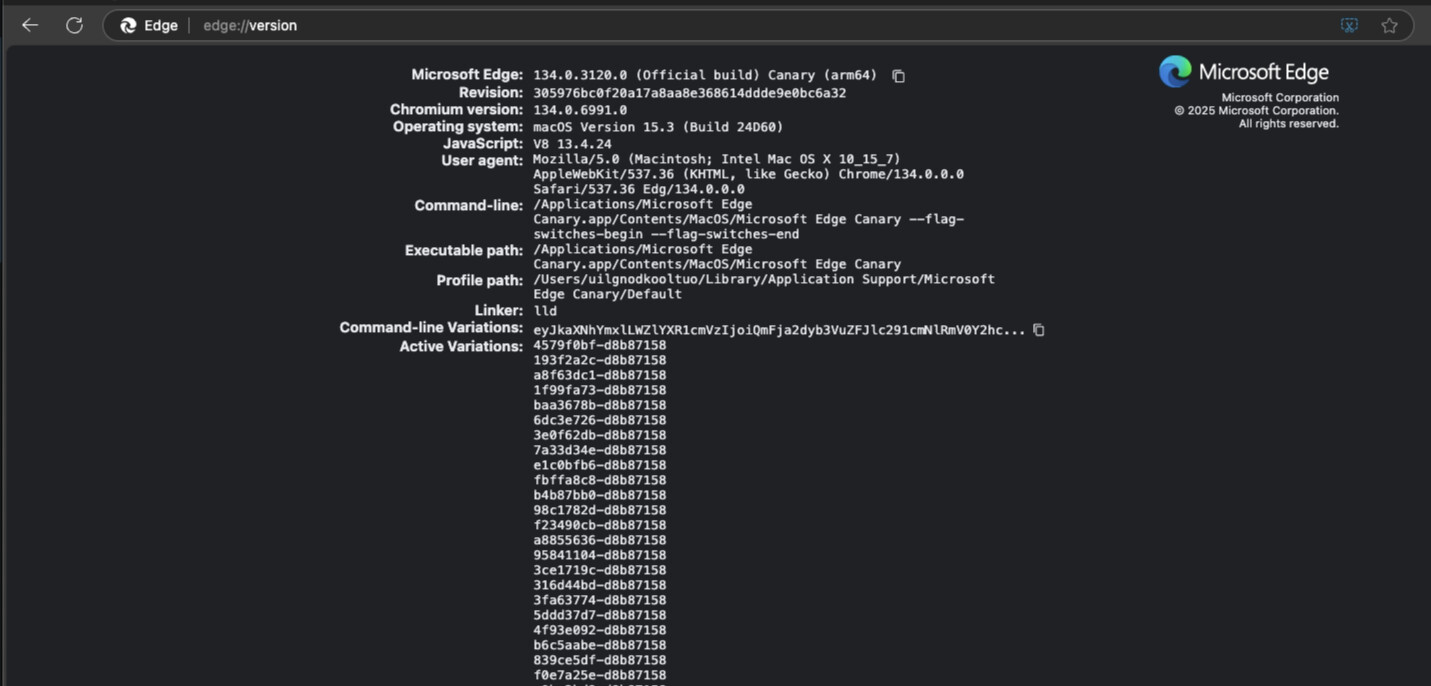 Edge | edge://version
Microsoft Edge: 134.0.3120.0 (Official build) Canary (arm64)
Revision: 305976bc0f20a17a8aa8e368614ddde9e0bc6a32
Chromium version: 134.0.6991.0
Operating system: macOS Version 15.3 (Build 24D60)
JavaScript: V8 13.4.24
User agent: Mozilla/5.0 (Macintosh; Intel Mac OS X 10_15_7)
AppleWebKit/537.36 (KHTML, like Gecko) Chrome/134.0.0.0
Safari/537.36 Edg/134.0.0.0
Command-line: /Applications/Microsoft Edge
Canary.app/Contents/MacOS/Microsoft Edge Canary --flag-
switches-begin --flag-switches-end
Executable path: /Applications/Microsoft Edge
Canary.app/Contents/MacOS/Microsoft Edge Canary
Profile path: /Users/uilgnodkooltuo/Library/Application Support/Microsoft
Edge Canary/Default
Linker: lld
Command-line Variations: eyJkaXNhYmxlLWZlYXR1cmVzIjoiQmFja2dyb3VuZFJlc291cmNlRmV0Y2hc...
Active Variations: 4579f0bf-d8b87158
193f2a2c-d8b87158
a8f63dc1-d8b87158
1f99fa73-d8b87158
baa3678b-d8b87158
6dc3e726-d8b87158
3e0f62db-d8b87158
7a33d34e-d8b87158
e1c0bfb6-d8b87158
fbffa8c8-d8b87158
b4b87bb0-d8b87158
98c1782d-d8b87158
f23490cb-d8b87158
a8855636-d8b87158
95841104-d8b87158
3ce1719c-d8b87158
316d44bd-d8b87158
3fa63774-d8b87158
5ddd37d7-d8b87158
4f93e092-d8b87158
b6c5aabe-d8b87158
839ce5df-d8b87158
f0e7a25e-d8b87158
Microsoft Edge
Microsoft Corporation
© 2025 Microsoft Corporation.
All rights reserved.